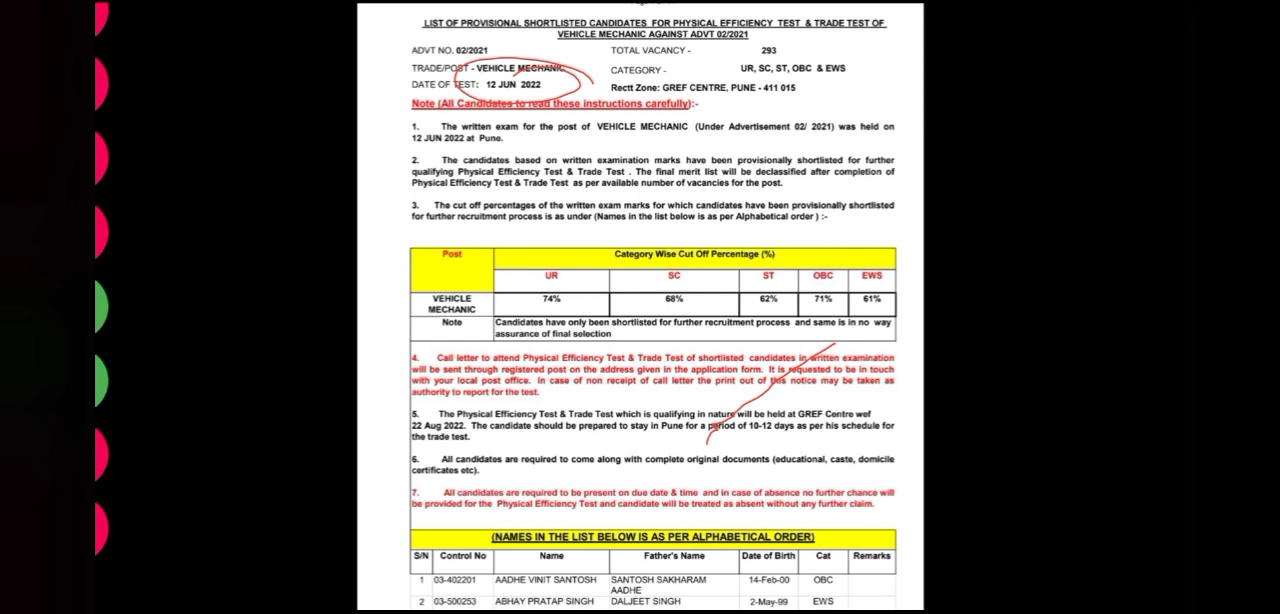 LIST OF PROVISIONAL SHORTLISTED CANDIDATES FOR PHYSICAL EFFICIENCY TEST & TRADE TEST OF
VEHICLE MECHANIC AGAINST ADVT 02/2021
ADVT NO. 02/2021 TOTAL VACANCY - 293
TRADE/POST - VEHICLE MECHANIC CATEGORY - UR, SC, ST, OBC & EWS
DATE OF TEST: 12 JUN 2022 Rectt Zone: GREF CENTRE, PUNE - 411 015
Note (All Candidates to read these instructions carefully):-
1. The written exam for the post of VEHICLE MECHANIC (Under Advertisement 02/ 2021) was held on
12 JUN 2022 at Pune.
2. The candidates based on written examination marks have been provisionally shortlisted for further
qualifying Physical Efficiency Test & Trade Test . The final merit list will be declassified after completion of
Physical Efficiency Test & Trade Test as per available number of vacancies for the post.
3. The cut off percentages of the written exam marks for which candidates have been provisionally shortlisted
for further recruitment process is as under (Names in the list below is as per Alphabetical order ) :-
Post Category Wise Cut Off Percentage (%)
UR SC ST OBC EWS
VEHICLE MECHANIC 74% 68% 62% 71% 61%
Note Candidates have only been shortlisted for further recruitment process and same is in no way
assurance of final selection
4. Call letter to attend Physical Efficiency Test & Trade Test of shortlisted candidates in written examination
will be sent through registered post on the address given in the application form. It is requested to be in touch
with your local post office. In case of non receipt of call letter the print out of this notice may be taken as
authority to report for the test.
5. The Physical Efficiency Test & Trade Test which is qualifying in nature will be held at GREF Centre wef
22 Aug 2022. The candidate should be prepared to stay in Pune for a period of 10-12 days as per his schedule for
the trade test.
6. All candidates are required to come along with complete original documents (educational, caste, domicile
certificates etc).
7. All candidates are required to be present on due date & time and in case of absence no further chance will
be provided for the Physical Efficiency Test and candidate will be treated as absent without any further claim.
(NAMES IN THE LIST BELOW IS AS PER ALPHABETICAL ORDER)
S/N Control No Name Father's Name Date of Birth Cat Remarks
1 03-402201 AADHE VINIT SANTOSH SANTOSH SAKHARAM AADHE 14-Feb-00 OBC
2 03-500253 ABHAY PRATAP SINGH DALJEET SINGH 2-May-99 EWS